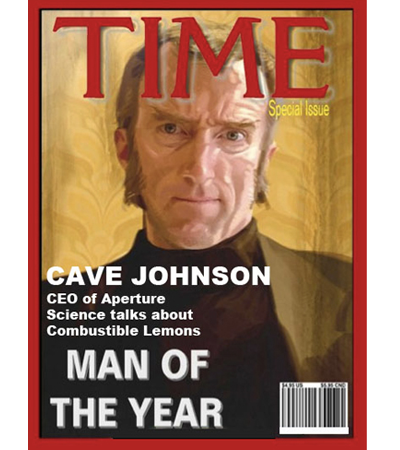 TIME
Special Issue
CAVE JOHNSON
CEO of Aperture
Science talks about
Combustible Lemons
MAN OF
THE YEAR
$4.95 US $5.95 CND